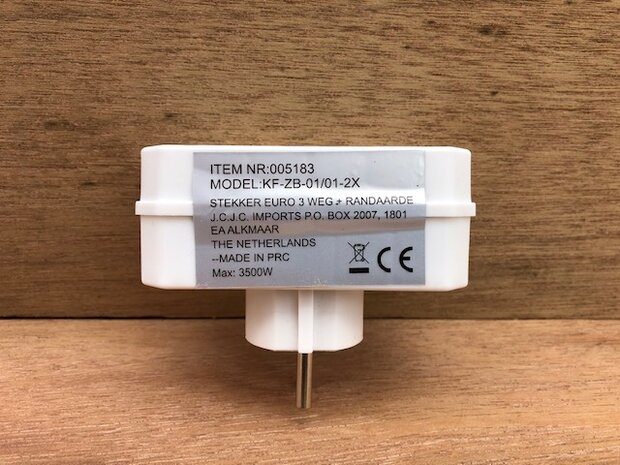 ITEM NR:005183
MODEL:KF-ZB-01/01-2X
STEKKER EURO 3 WEG + RANDAARDE
J.C.J.C. IMPORTS P.O. BOX 2007, 1801
EA ALKMAAR
THE NETHERLANDS
--MADE IN PRC
Max: 3500W
CE